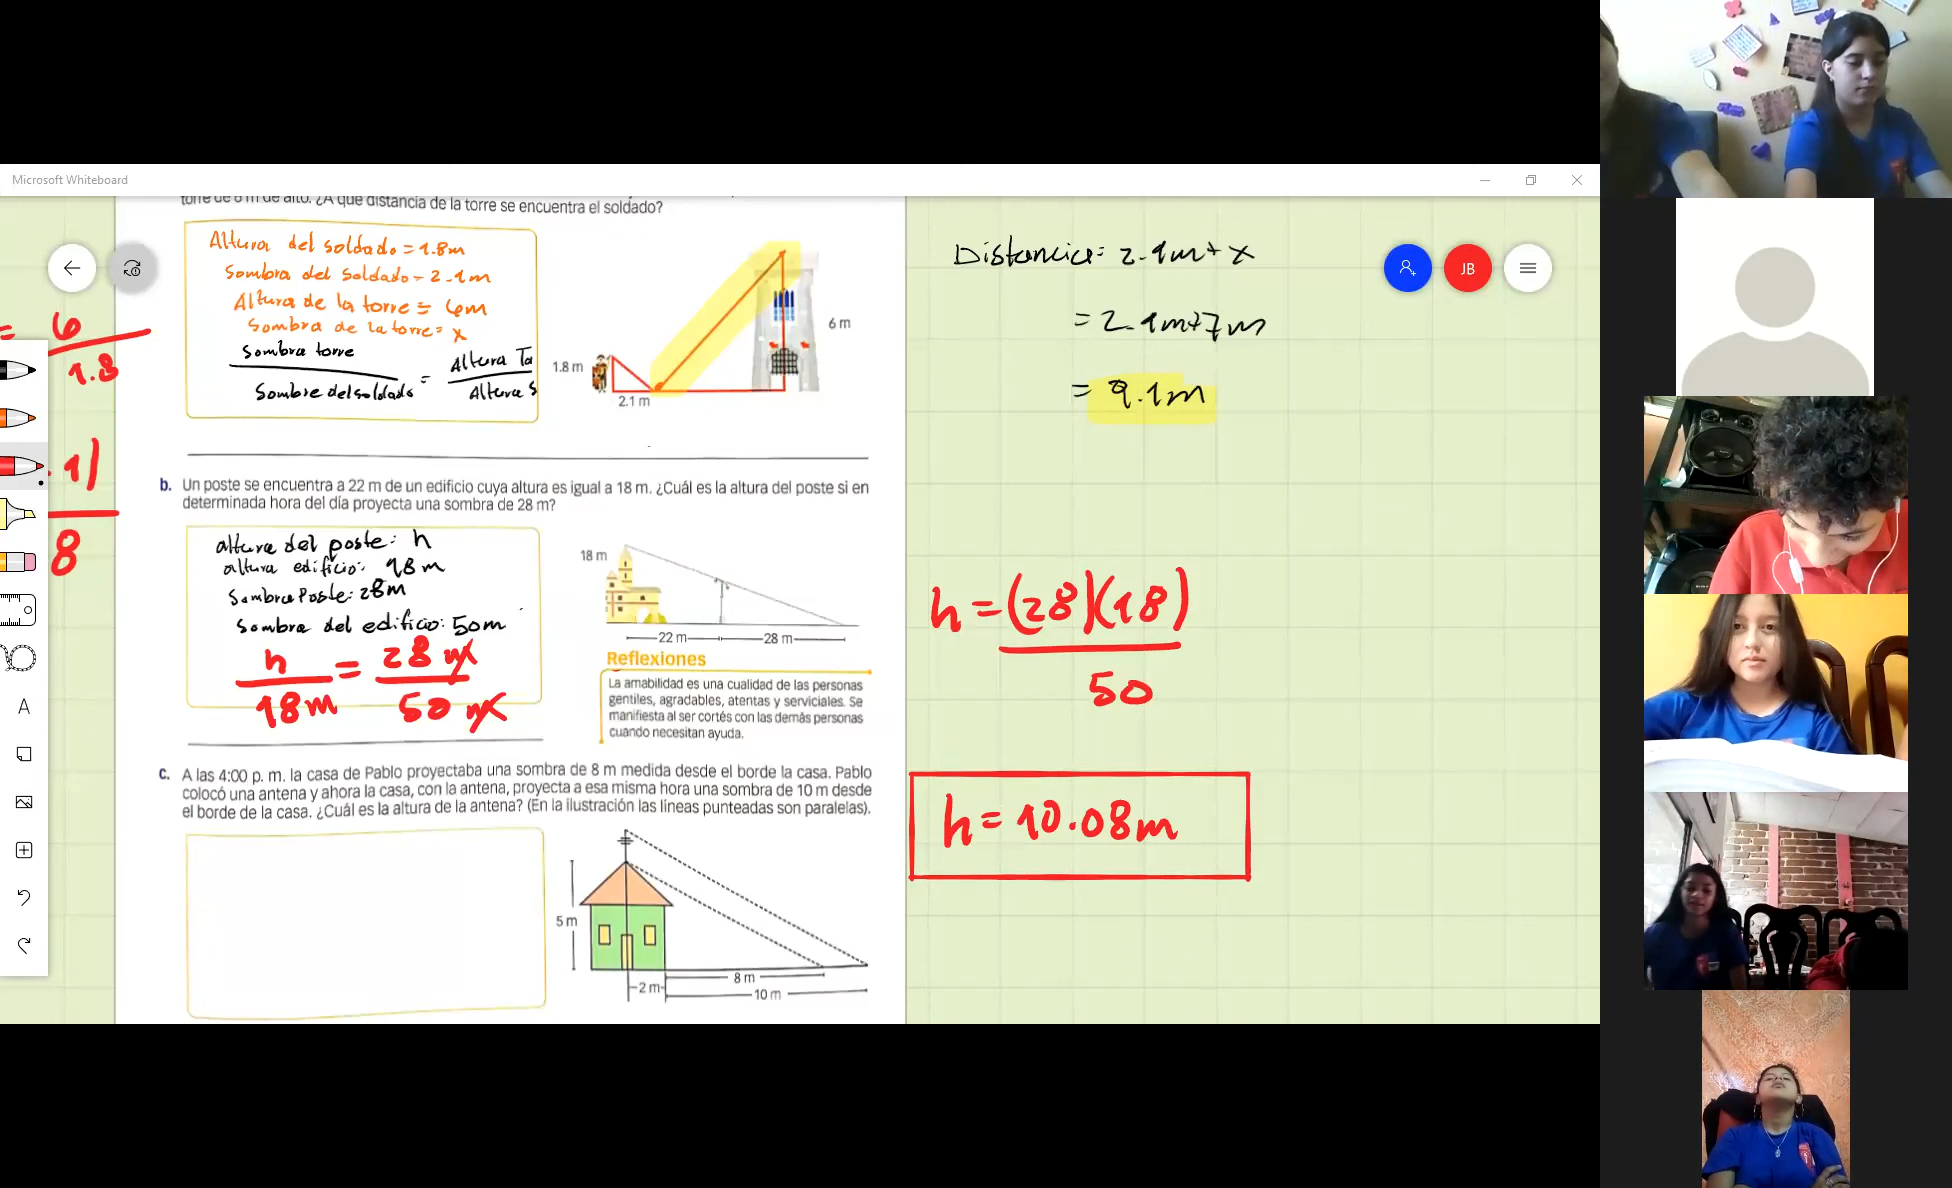 Microsoft Whiteboard
torre de 6 m de alto. ¿A qué distancia de la torre se encuentra el soldado?
Altura del soldado = 1.8m
Sombra del soldado = 2.1m
Altura de la torre = 6m
Sombra de la torre = x
Sombra torre
Sombra del soldado
=
Altura To
Altura S
1.8 m
2.1 m
6 m
Distancia: 2.1m + x
= 2.1m+7m
= 9.1m
JB
= 6
1.8
.1)
8
b. Un poste se encuentra a 22 m de un edificio cuya altura es igual a 18 m. ¿Cuál es la altura del poste si en
determinada hora del día proyecta una sombra de 28 m?
altura del poste: h
altura edificio: 18m
Sombra Poste: 28m
Sombra del edificio: 50m
h = 28 m
18m 50 m
18 m
22 m
28 m
Reflexiones
La amabilidad es una cualidad de las personas
gentiles, agradables, atentas y serviciales. Se
manifiesta al ser cortés con las demás personas
cuando necesitan ayuda.
h = (28)(18)
50
h = 10.08m
c. A las 4:00 p. m. la casa de Pablo proyectaba una sombra de 8 m medida desde el borde la casa. Pablo
colocó una antena y ahora la casa, con la antena, proyecta a esa misma hora una sombra de 10 m desde
el borde de la casa. ¿Cuál es la altura de la antena? (En la ilustración las líneas punteadas son paralelas).
5 m
8 m
2 m
10 m
A